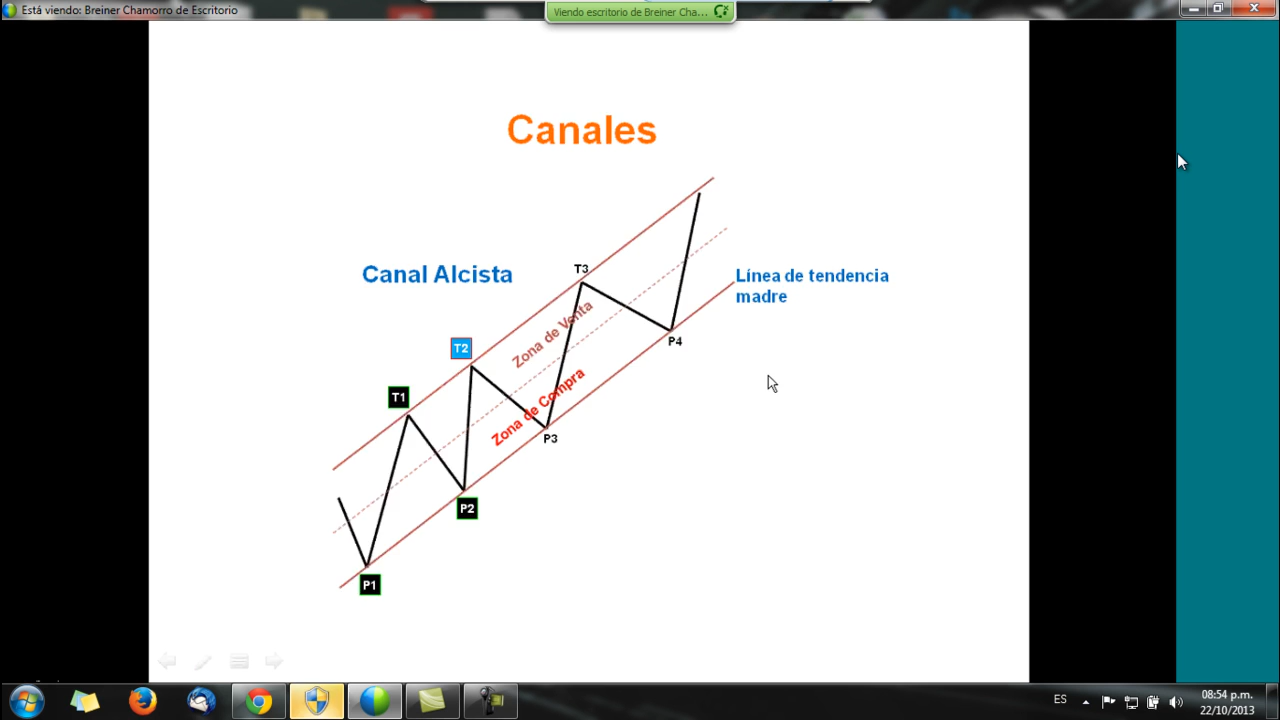 Está viendo: Breiner Chamorro de Escritorio
Viendo escritorio de Breiner Cha...
Canales
Canal Alcista
T3
Línea de tendencia
madre
Zona de Venta
T2
P4
Zona de Compra
T1
P3
P2
P1
ES
08:54 p.m.
22/10/2013